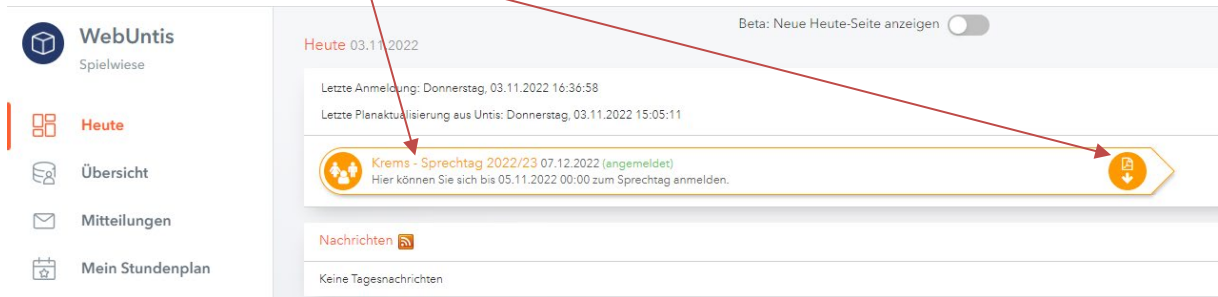 WebUntis
Spielwiese
Heute
Übersicht
Mitteilungen
Mein Stundenplan
Beta: Neue Heute-Seite anzeigen
Heute 03.11.2022
Letzte Anmeldung: Donnerstag, 03.11.2022 16:36:58
Letzte Planaktualisierung aus Untis: Donnerstag, 03.11.2022 15:05:11
Krems - Sprechtag 2022/23 07.12.2022 (angemeldet)
Hier können Sie sich bis 05.11.2022 00:00 zum Sprechtag anmelden.
Nachrichten
Keine Tagesnachrichten